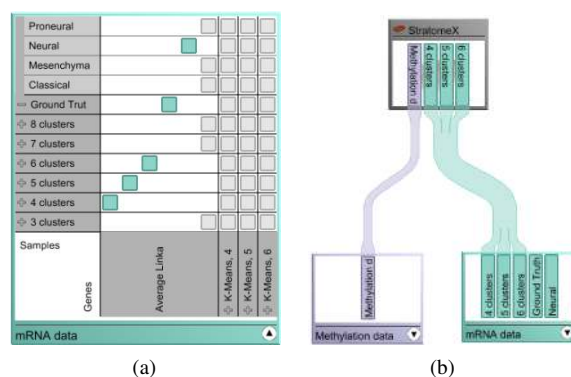 Proneural
Neural
Mesenchyma
Classical
Ground Trut
8 clusters
7 clusters
6 clusters
5 clusters
4 clusters
3 clusters
Samples
Genes
Average Linka
K-Means, 4
K-Means, 5
K-Means, 6
mRNA data
(a)
StratomeX
Methylation d
4 clusters
5 clusters
6 clusters
Methylation d
Methylation data
4 clusters
5 clusters
6 clusters
Ground Truth
Neural
mRNA data
(b)